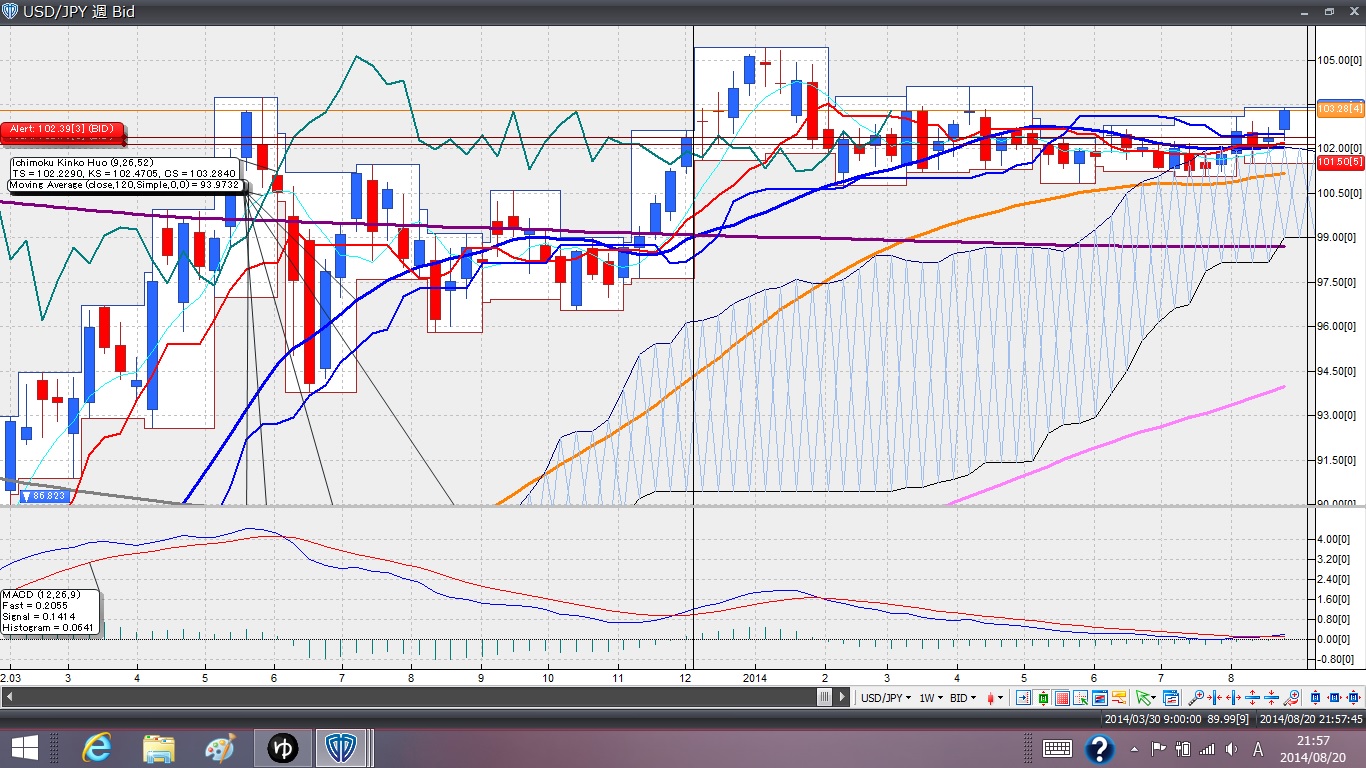 USD/JPY 週 Bid
105.00[0]
103.28[4]
Alert: 102.39[3] (BID)
102.00[0]
101.50[5]
Ichimoku Kinko Huo (9,26,52)
TS = 102.2290, KS = 102.4705, CS = 103.2840
Moving Average (close,120,Simple,0,0) = 93.9732
100.50[0]
99.00[0]
97.50[0]
96.00[0]
94.50[0]
93.00[0]
91.50[0]
▼86.823
90.00[0]
4.00[0]
3.20[0]
2.40[0]
1.60[0]
0.80[0]
0.00[0]
-0.80[0]
MACD (12,26,9)
Fast = 0.2055
Signal = 0.1414
Histogram = 0.0641
2.03 3 4 5 6 7 8 9 10 11 12 2014 2 3 4 5 6 7 8
USD/JPY 1W BID
2014/03/30 9:00:00 89.99[9] 2014/08/20 21:57:45
ゆ
A
21:57
2014/08/20